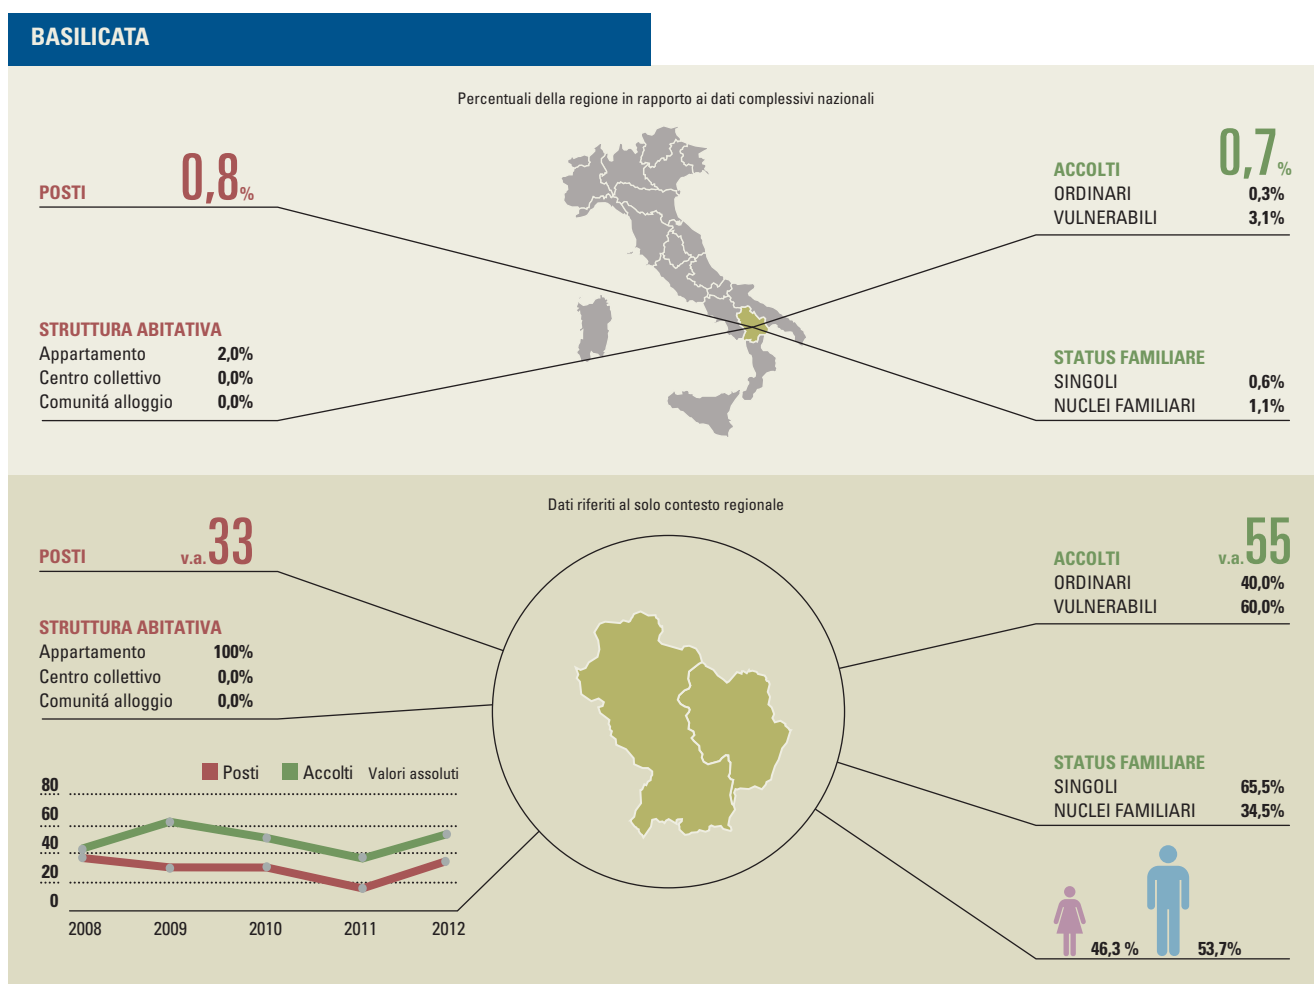 BASILICATA
Percentuali della regione in rapporto ai dati complessivi nazionali
POSTI 0,8%
ACCOLTI 0,7%
ORDINARI 0,3%
VULNERABILI 3,1%
STRUTTURA ABITATIVA
Appartamento 2,0%
Centro collettivo 0,0%
Comunitá alloggio 0,0%
STATUS FAMILIARE
SINGOLI 0,6%
NUCLEI FAMILIARI 1,1%
Dati riferiti al solo contesto regionale
POSTI v.a. 33
ACCOLTI v.a. 55
ORDINARI 40,0%
VULNERABILI 60,0%
STRUTTURA ABITATIVA
Appartamento 100%
Centro collettivo 0,0%
Comunitá alloggio 0,0%
STATUS FAMILIARE
SINGOLI 65,5%
NUCLEI FAMILIARI 34,5%
Posti Accolti Valori assoluti
80
60
40
20
0
2008 2009 2010 2011 2012
46,3 % 53,7%